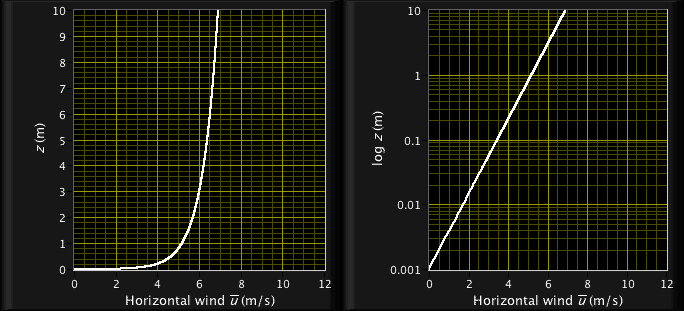 10
9
8
7
6
5
4
3
2
1
0
z (m)
0 2 4 6 8 10 12
Horizontal wind u̅ (m/s)
10
1
0.1
0.01
0.001
log z (m)
0 2 4 6 8 10 12
Horizontal wind u̅ (m/s)